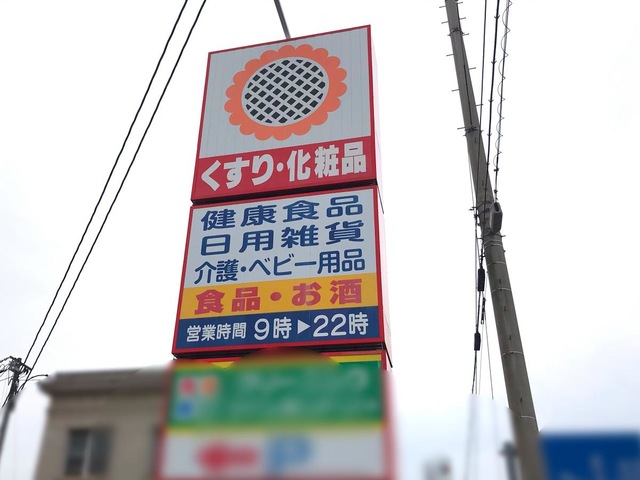 くすり・化粧品
健康食品
日用雑貨
介護・ベビー用品
食品・お酒
営業時間 9時▶22時